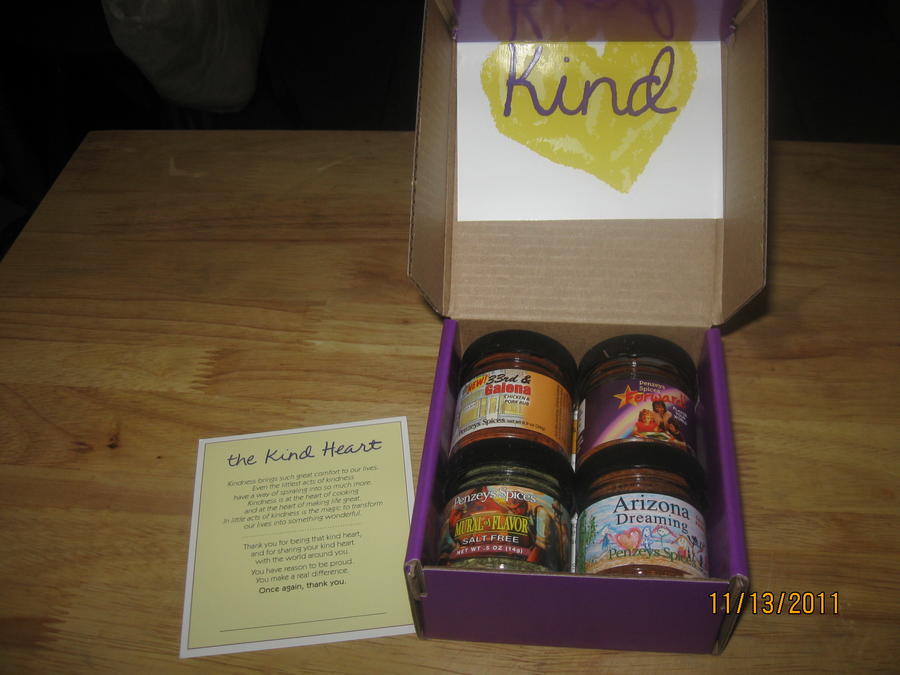 Kind
NEW! 33rd &
Galena
CHICKEN &
PORK RUB
Penzeys Spices
Penzeys
Spices
Forward!
Penzeys Spices
MURAL of FLAVOR
SALT FREE
NET WT .5 OZ (14g)
Arizona
Dreaming
Penzeys Spices
the Kind Heart
Kindness brings such great comfort to our lives.
Even the littlest acts of kindness
have a way of spiraling into so much more.
Kindness is at the heart of cooking
and at the heart of making life great.
In little acts of kindness is the magic to transform
our lives into something wonderful.
Thank you for being that kind heart,
and for sharing your kind heart
with the world around you.
You have reason to be proud.
You make a real difference.
Once again, thank you.
11/13/2011